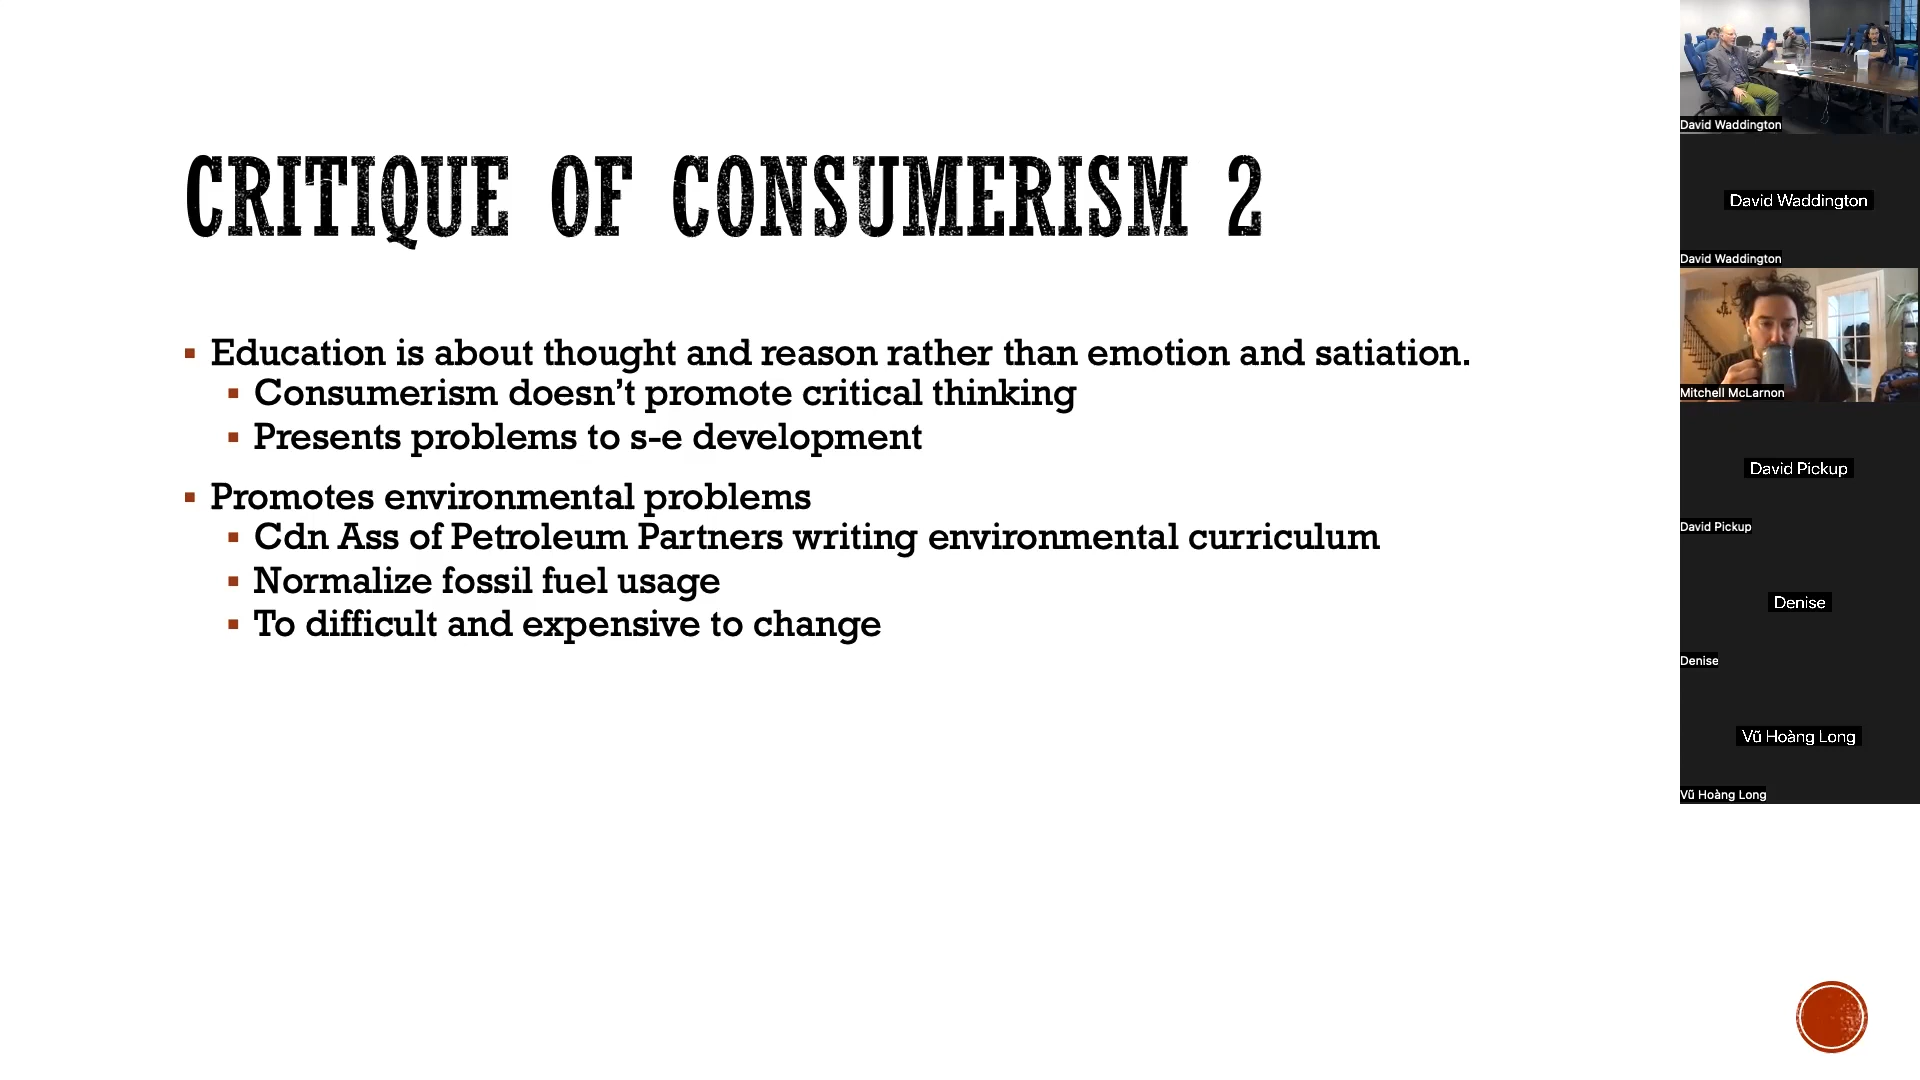 CRITIQUE OF CONSUMERISM 2
Education is about thought and reason rather than emotion and satiation.
Consumerism doesn’t promote critical thinking
Presents problems to s-e development
Promotes environmental problems
Cdn Ass of Petroleum Partners writing environmental curriculum
Normalize fossil fuel usage
To difficult and expensive to change
David Waddington
David Waddington
David Waddington
Mitchell McLarnon
David Pickup
David Pickup
Denise
Denise
Vũ Hoàng Long
Vũ Hoàng Long